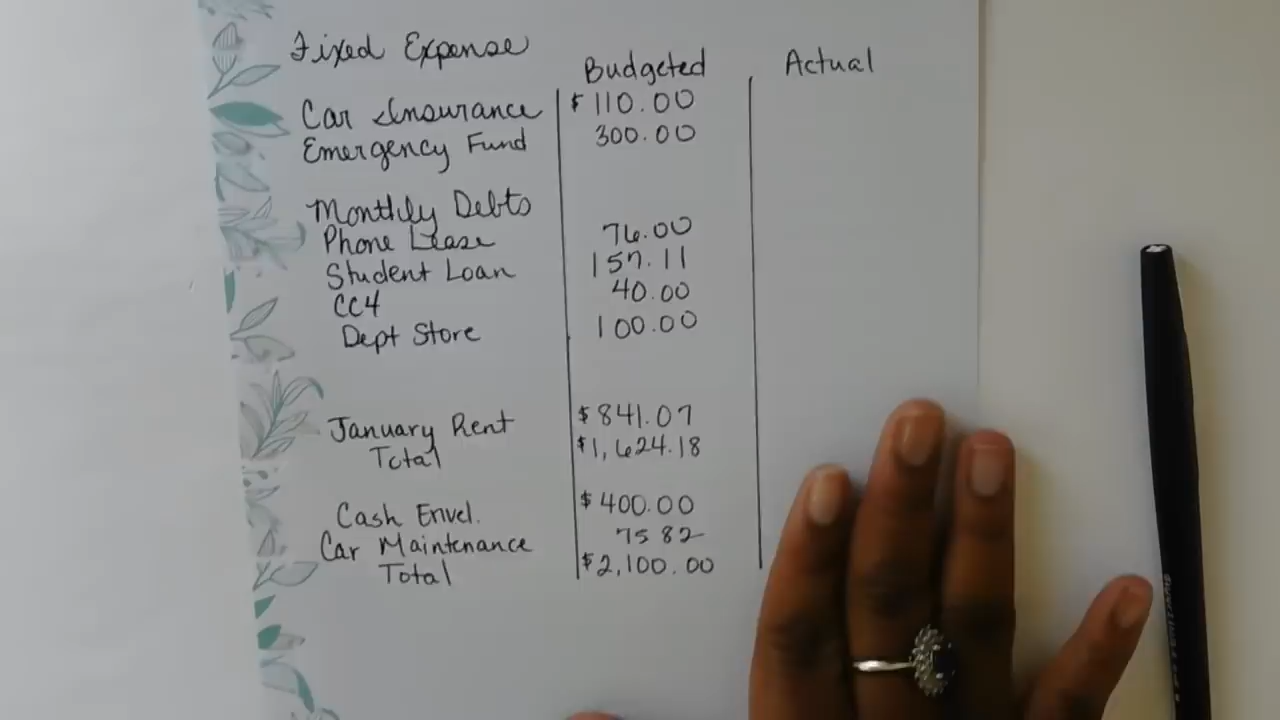 Fixed Expense
Budgeted Actual
Car Insurance $110.00
Emergency Fund 300.00
Monthly Debts
Phone Lease 76.00
Student Loan 157.11
CC4 40.00
Dept Store 100.00
January Rent $841.07
Total $1,624.18
Cash Envel. $400.00
Car Maintenance 75 82
Total $2,100.00